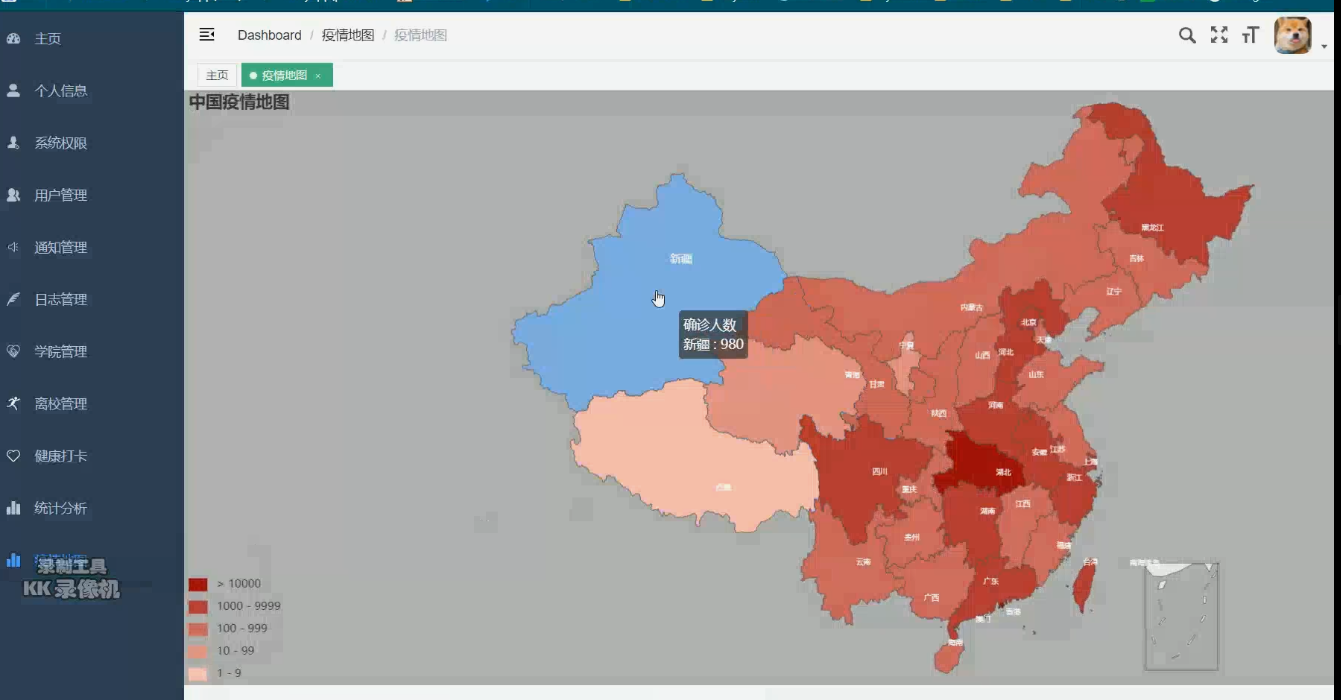 主页
个人信息
系统权限
用户管理
通知管理
日志管理
学院管理
离校管理
健康打卡
统计分析
录制工具
KK 录像机
Dashboard / 疫情地图 / 疫情地图
主页
疫情地图 ×
中国疫情地图
新疆
确诊人数
新疆 : 980
黑龙江
吉林
辽宁
内蒙古
北京
天津
河北
山西
山东
宁夏
青海
甘肃
陕西
河南
西藏
四川
重庆
湖北
安徽
江苏
上海
浙江
湖南
江西
贵州
福建
云南
台湾
广西
广东
香港
澳门
海南
南海诸岛
> 10000
1000 - 9999
100 - 999
10 - 99
1 - 9